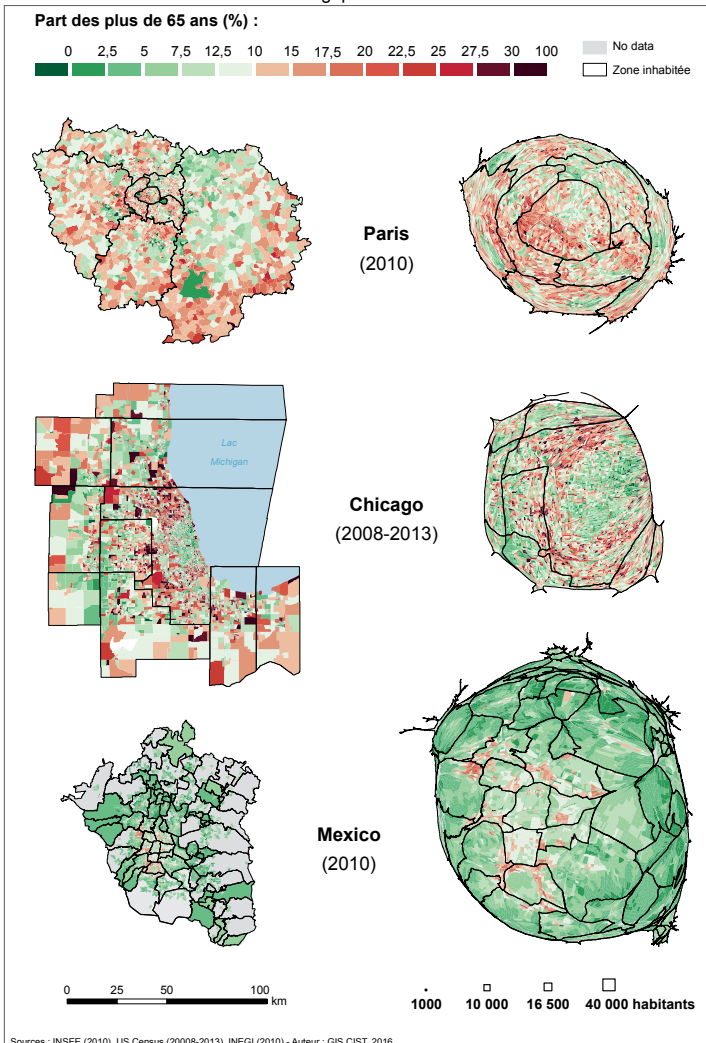 Part des plus de 65 ans (%) :
0 2,5 5 7,5 12,5 10 15 17,5 20 22,5 25 27,5 30 100
No data
Zone inhabitée
Paris
(2010)
Lac
Michigan
Chicago
(2008-2013)
Mexico
(2010)
0 25 50 100
km
1000 10 000 16 500 40 000 habitants
Sources : INSEE (2010), US Census (20008-2013), INEGI (2010) - Auteur : GIS CIST, 2016